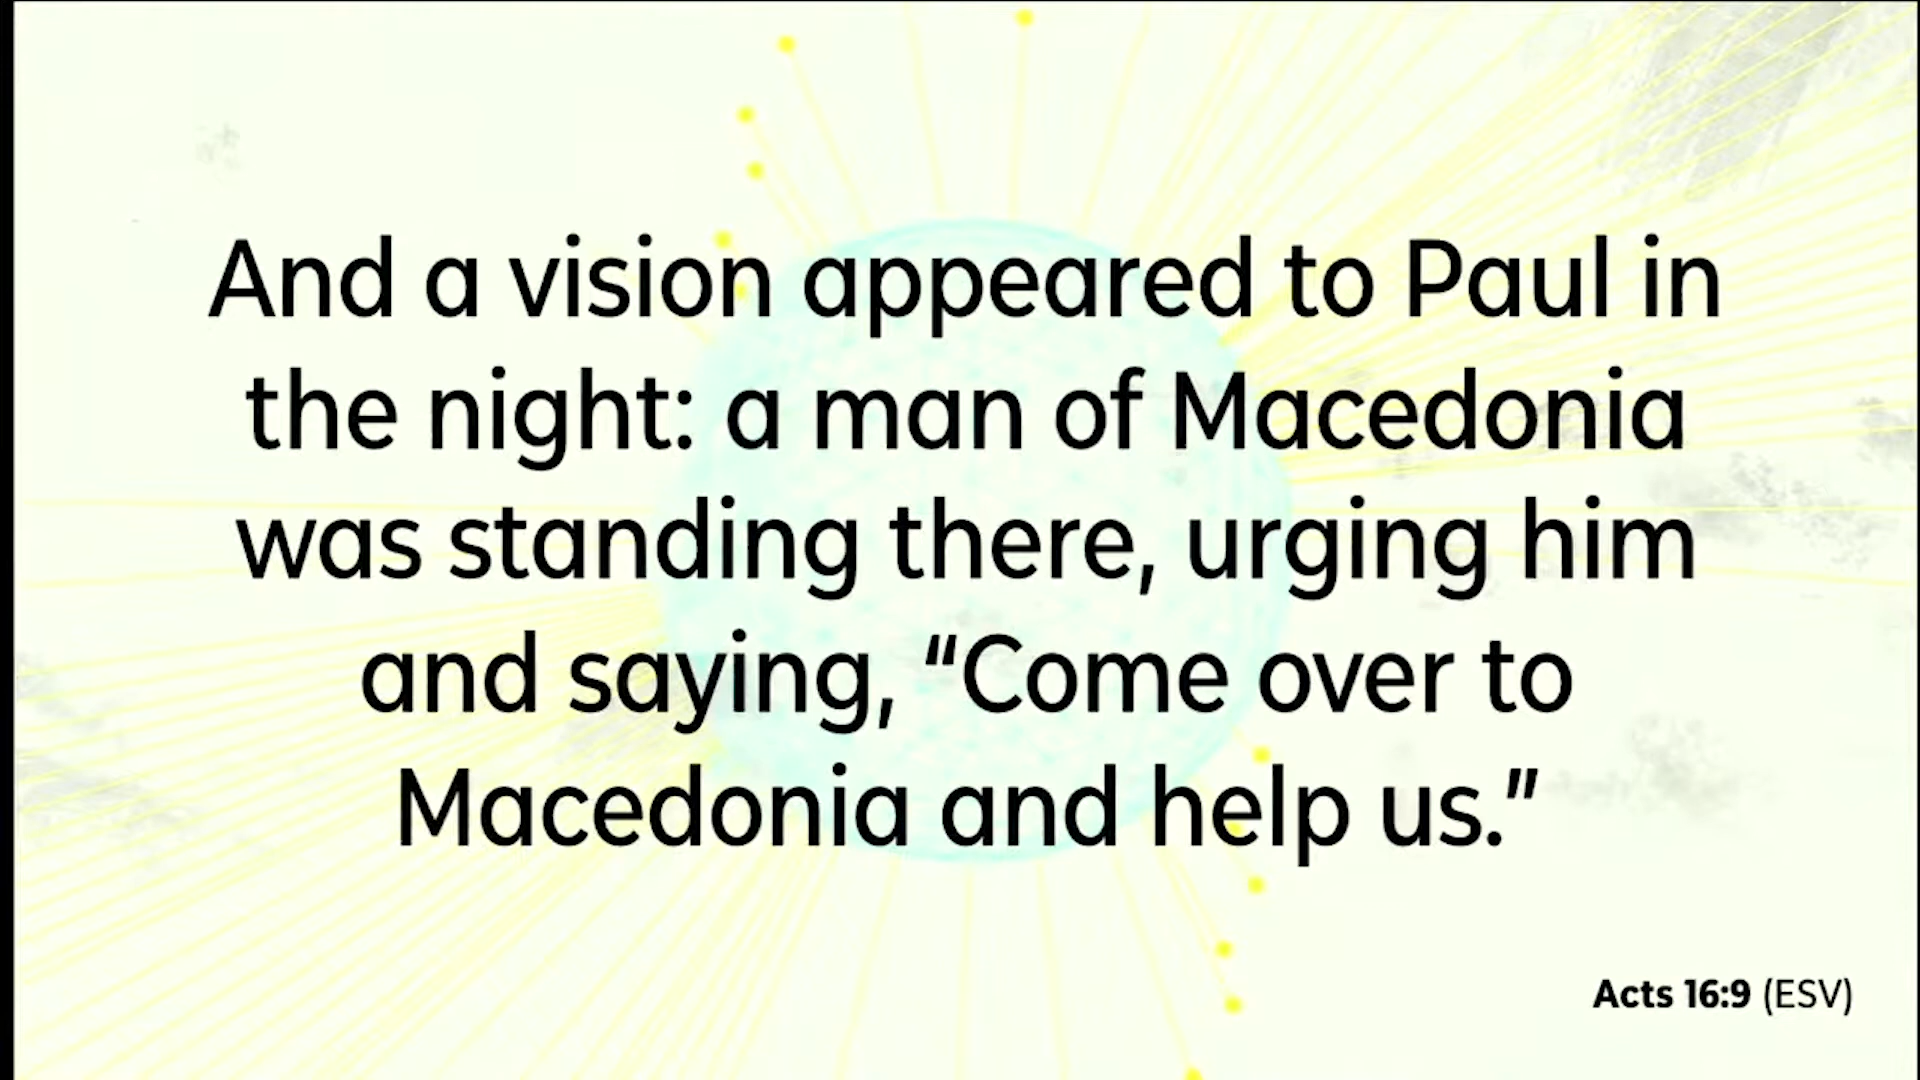 And a vision appeared to Paul in
the night: a man of Macedonia
was standing there, urging him
and saying, “Come over to
Macedonia and help us.”
Acts 16:9 (ESV)